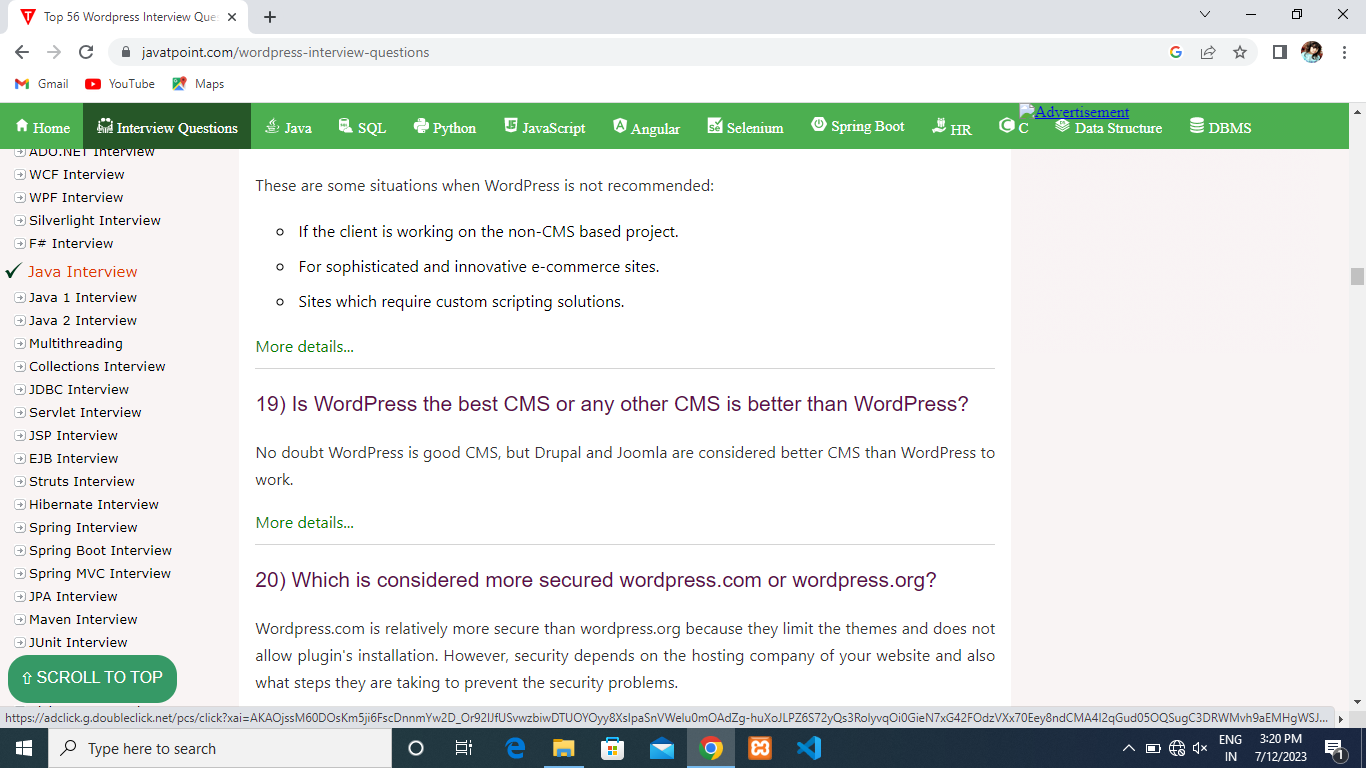 Top 56 Wordpress Interview Que
javatpoint.com/wordpress-interview-questions
Gmail YouTube Maps
Home Interview Questions Java SQL Python JavaScript Angular Selenium Spring Boot HR C Data Structure DBMS
Advertisement
ADO.NET Interview
WCF Interview
WPF Interview
Silverlight Interview
F# Interview
Java Interview
Java 1 Interview
Java 2 Interview
Multithreading
Collections Interview
JDBC Interview
Servlet Interview
JSP Interview
EJB Interview
Struts Interview
Hibernate Interview
Spring Interview
Spring Boot Interview
Spring MVC Interview
JPA Interview
Maven Interview
JUnit Interview
SCROLL TO TOP
These are some situations when WordPress is not recommended:
If the client is working on the non-CMS based project.
For sophisticated and innovative e-commerce sites.
Sites which require custom scripting solutions.
More details...
19) Is WordPress the best CMS or any other CMS is better than WordPress?
No doubt WordPress is good CMS, but Drupal and Joomla are considered better CMS than WordPress to
work.
More details...
20) Which is considered more secured wordpress.com or wordpress.org?
Wordpress.com is relatively more secure than wordpress.org because they limit the themes and does not
allow plugin's installation. However, security depends on the hosting company of your website and also
what steps they are taking to prevent the security problems.
Type here to search
ENG
IN
3:20 PM
7/12/2023
1